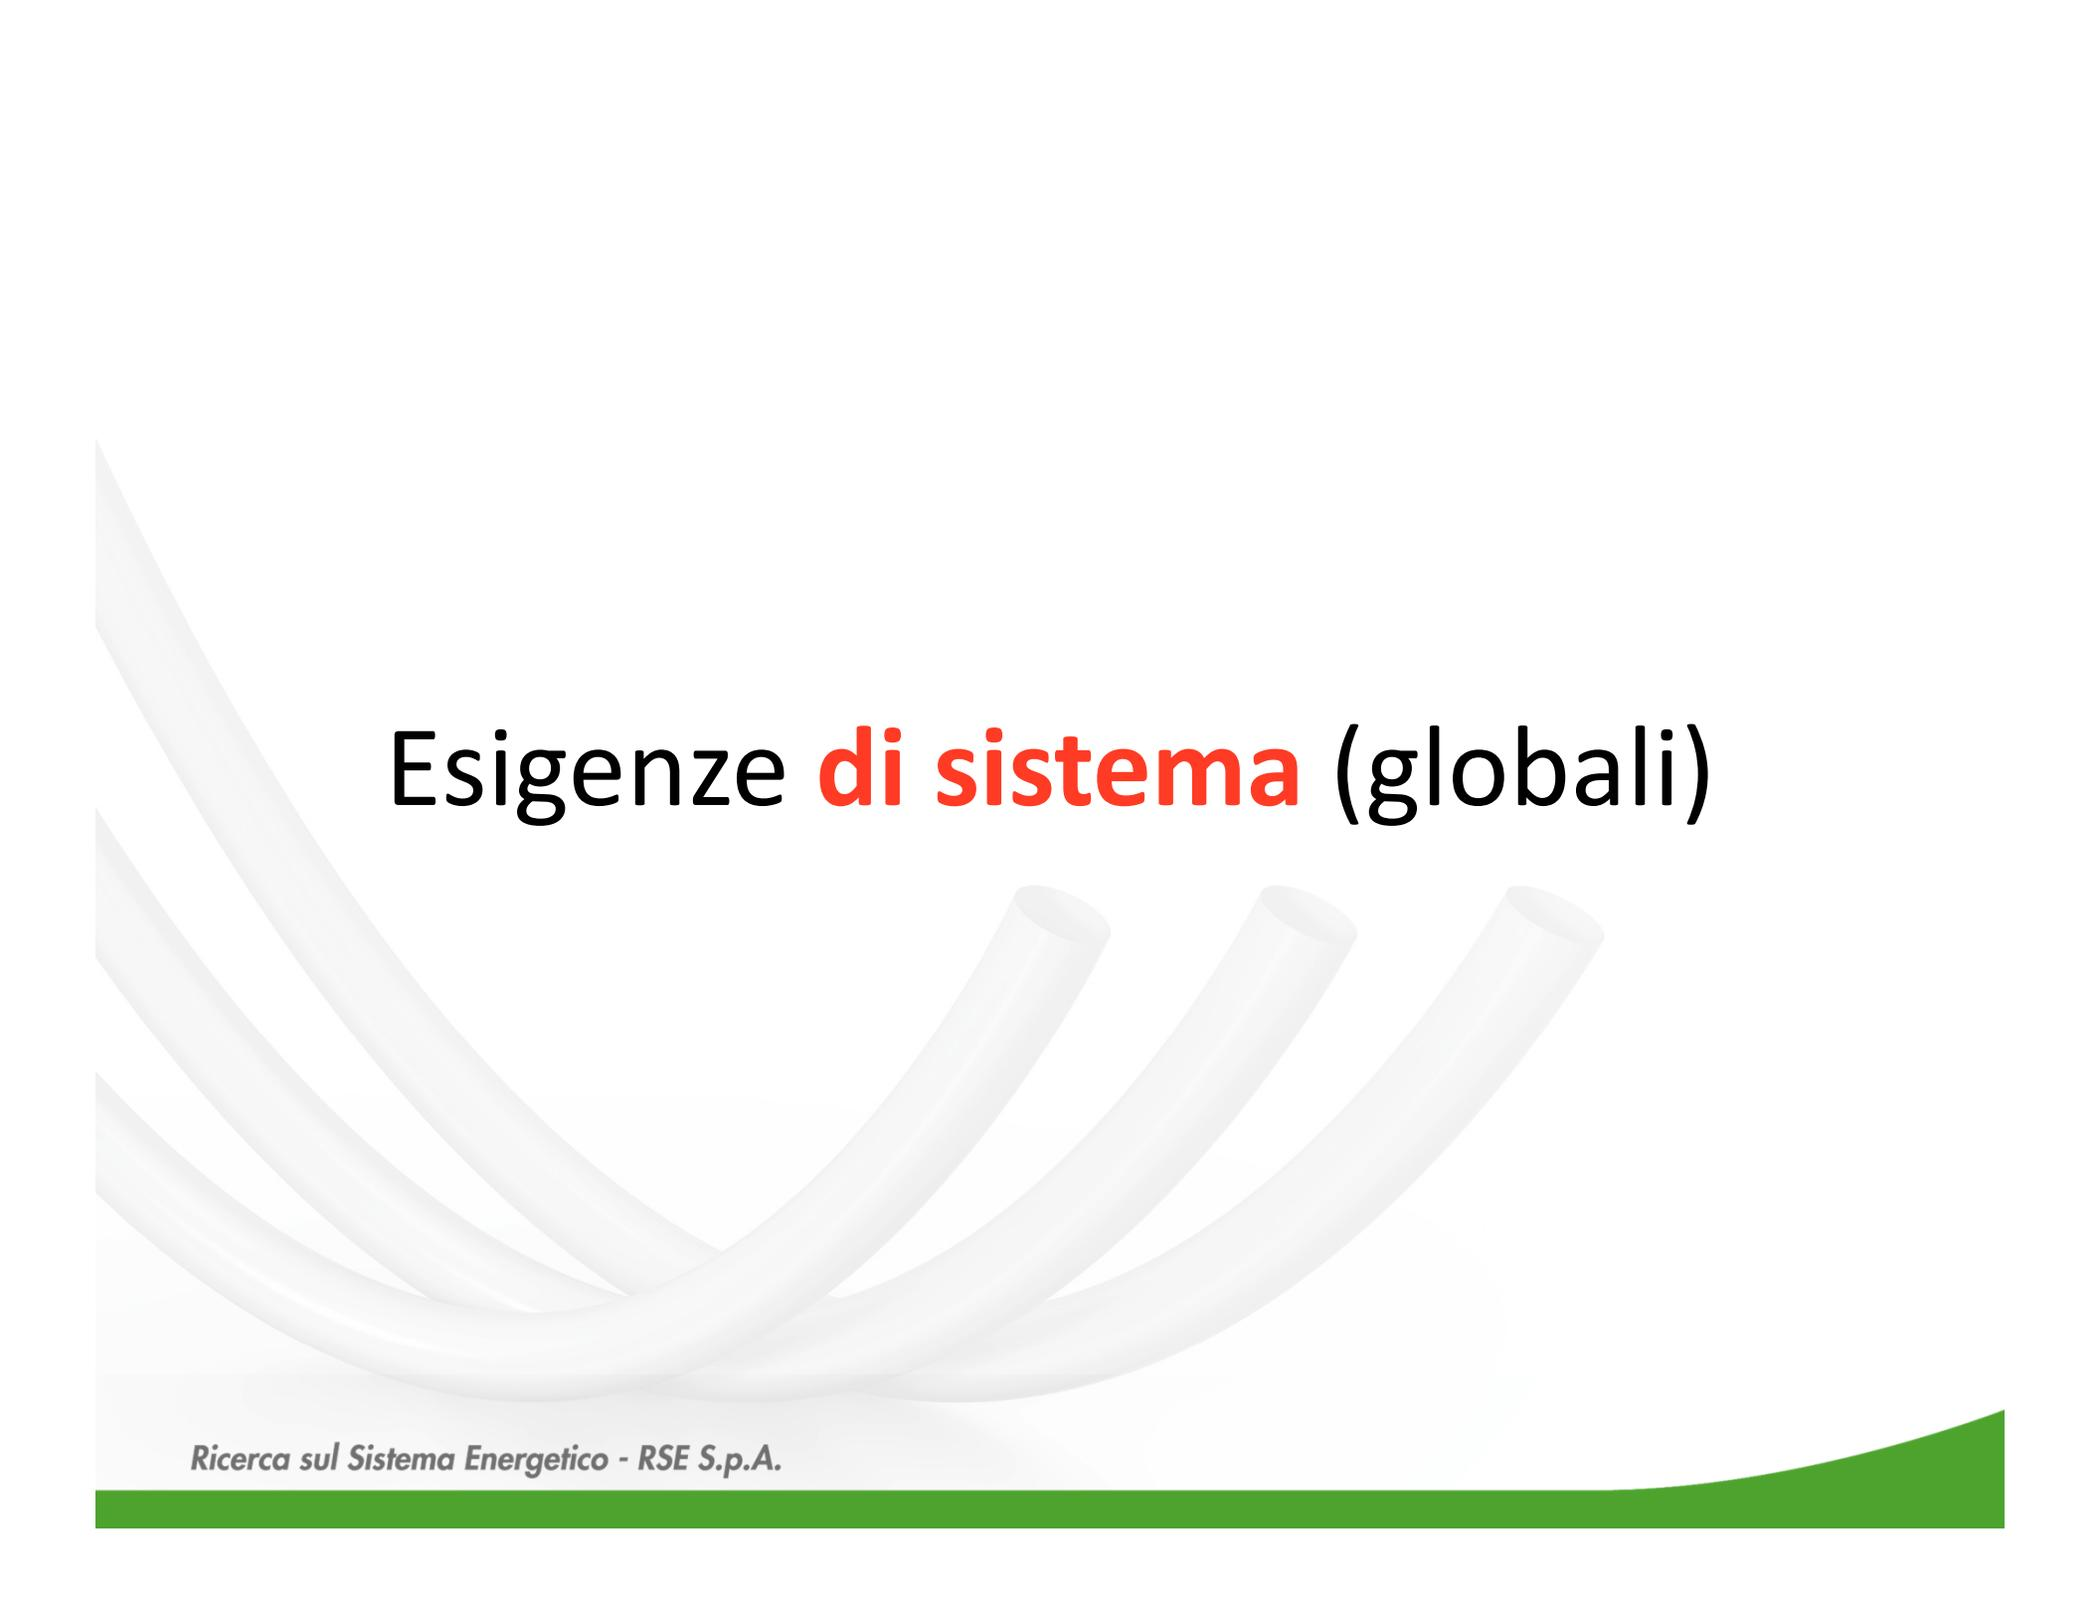 Esigenze di sistema (globali)
Ricerca sul Sistema Energetico - RSE S.p.A.